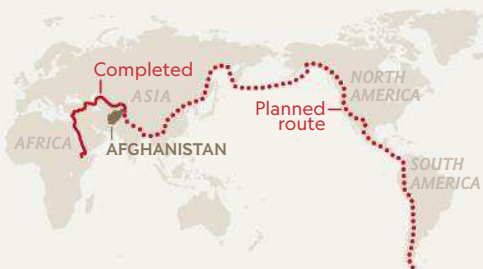 Completed
ASIA
NORTH
AMERICA
Planned
route
AFRICA
AFGHANISTAN
SOUTH
AMERICA